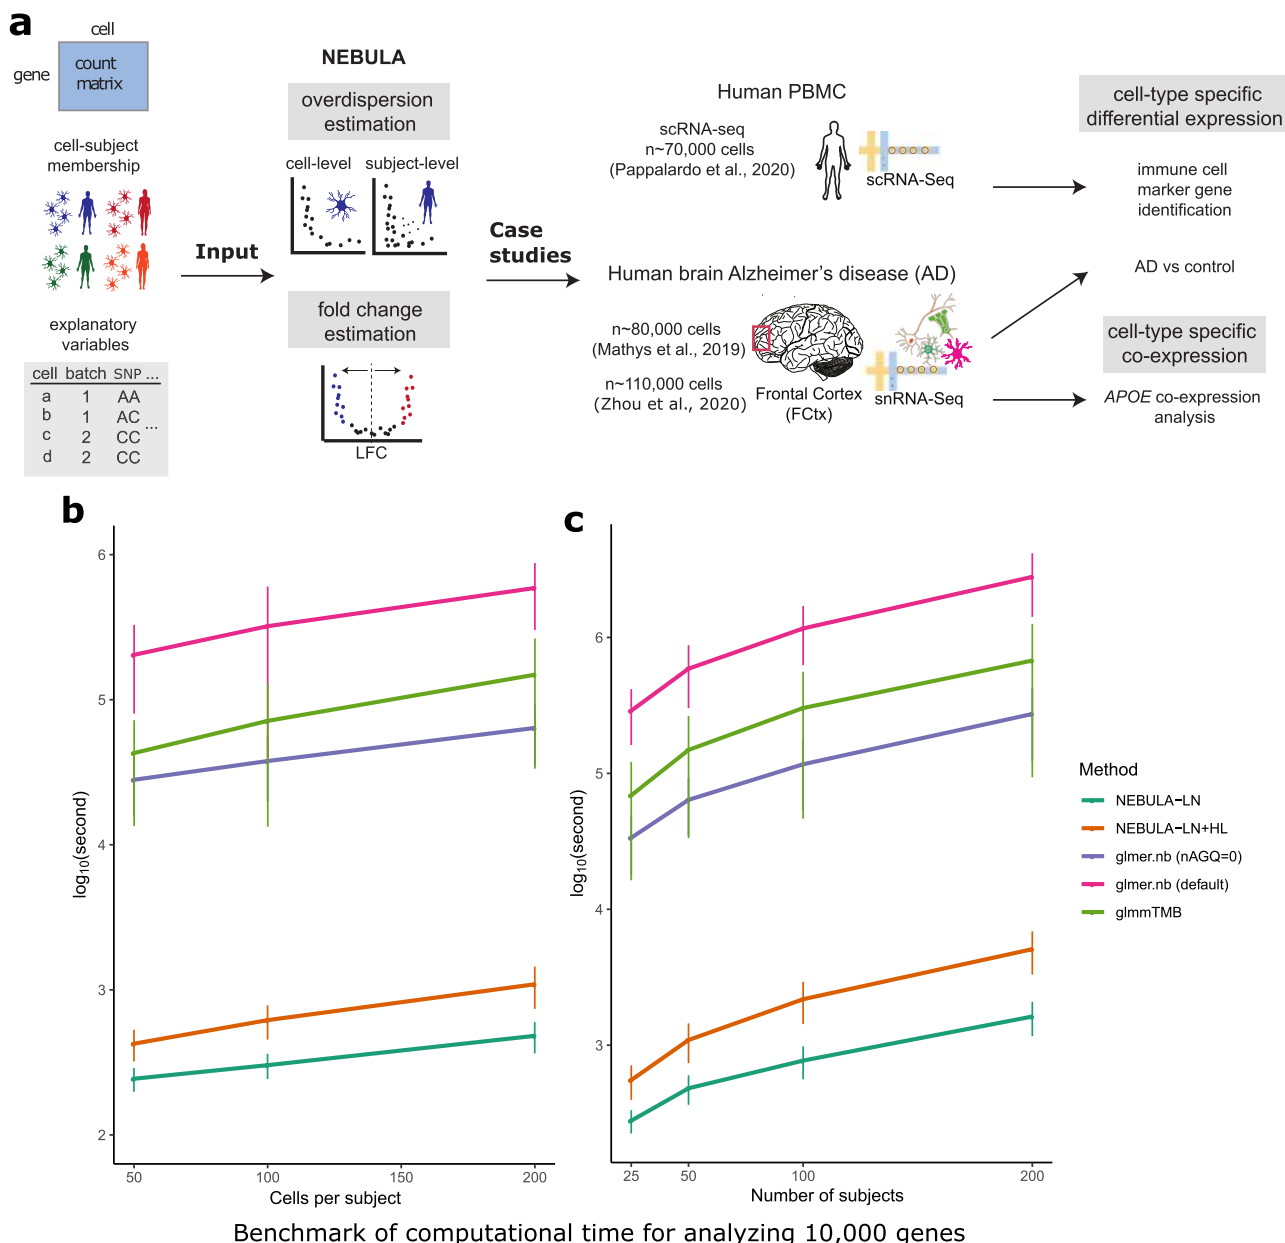 a
cell
gene
count
matrix
cell-subject
membership
explanatory
variables
cell batch SNP ...
a 1 AA
b 1 AC
c 2 CC
d 2 CC
...
Input
NEBULA
overdispersion
estimation
cell-level
subject-level
fold change
estimation
LFC
Case
studies
Human PBMC
scRNA-seq
n~70,000 cells
(Pappalardo et al., 2020)
scRNA-Seq
Human brain Alzheimer's disease (AD)
n~80,000 cells
(Mathys et al., 2019)
n~110,000 cells
(Zhou et al., 2020)
Frontal Cortex
(FCtx)
snRNA-Seq
cell-type specific
differential expression
immune cell
marker gene
identification
AD vs control
cell-type specific
co-expression
APOE co-expression
analysis
b
log10(second)
6
5
4
3
2
50
100
150
200
Cells per subject
c
log10(second)
6
5
4
3
25
50
100
200
Number of subjects
Method
NEBULA−LN
NEBULA−LN+HL
glmer.nb (nAGQ=0)
glmer.nb (default)
glmmTMB
Benchmark of computational time for analyzing 10,000 genes